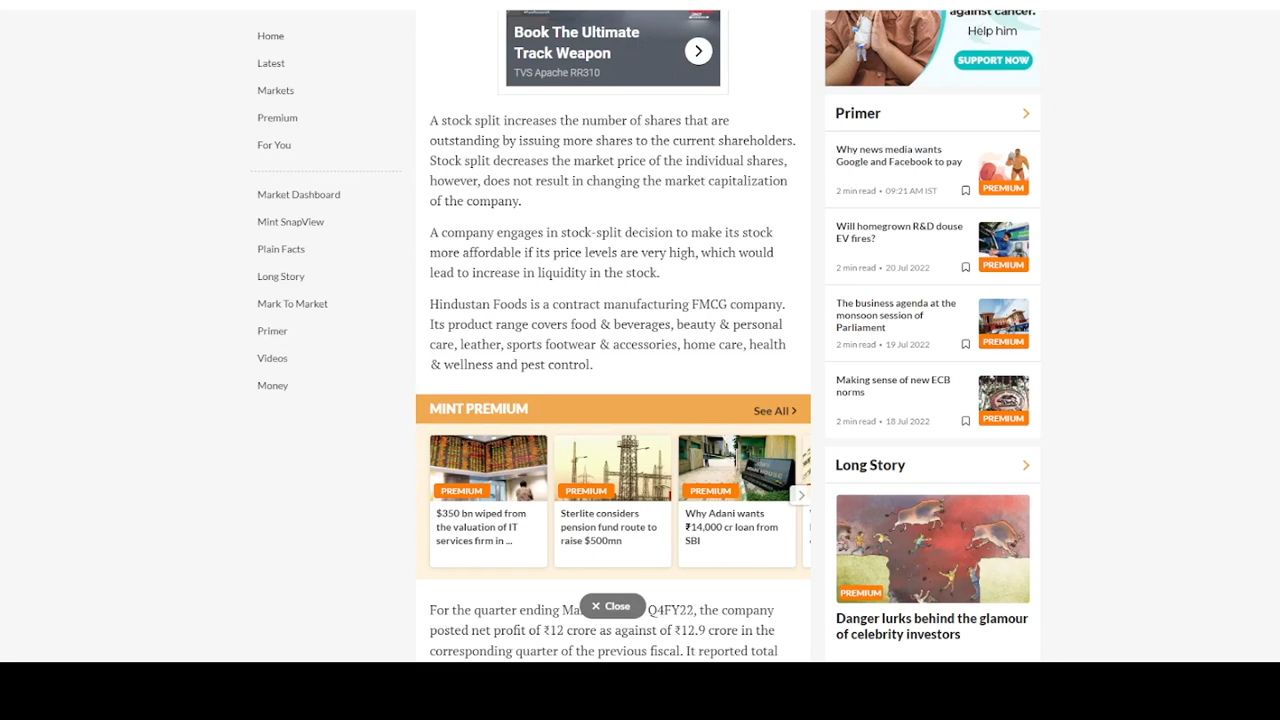 Home
Latest
Markets
Premium
For You
Market Dashboard
Mint SnapView
Plain Facts
Long Story
Mark To Market
Primer
Videos
Money
Book The Ultimate
Track Weapon
TVS Apache RR310
A stock split increases the number of shares that are
outstanding by issuing more shares to the current shareholders.
Stock split decreases the market price of the individual shares,
however, does not result in changing the market capitalization
of the company.
A company engages in stock-split decision to make its stock
more affordable if its price levels are very high, which would
lead to increase in liquidity in the stock.
Hindustan Foods is a contract manufacturing FMCG company.
Its product range covers food & beverages, beauty & personal
care, leather, sports footwear & accessories, home care, health
& wellness and pest control.
MINT PREMIUM
See All
PREMIUM
$350 bn wiped from
the valuation of IT
services firm in ...
PREMIUM
Sterlite considers
pension fund route to
raise $500mn
PREMIUM
Why Adani wants
₹14,000 cr loan from
SBI
Close
For the quarter ending Q4FY22, the company
posted net profit of ₹12 crore as against of ₹12.9 crore in the
corresponding quarter of the previous fiscal. It reported total
against cancer.
Help him
SUPPORT NOW
Primer
Why news media wants
Google and Facebook to pay
2 min read • 09:21 AM IST
PREMIUM
Will homegrown R&D douse
EV fires?
2 min read • 20 Jul 2022
PREMIUM
The business agenda at the
monsoon session of
Parliament
2 min read • 19 Jul 2022
PREMIUM
Making sense of new ECB
norms
2 min read • 18 Jul 2022
PREMIUM
Long Story
PREMIUM
Danger lurks behind the glamour
of celebrity investors